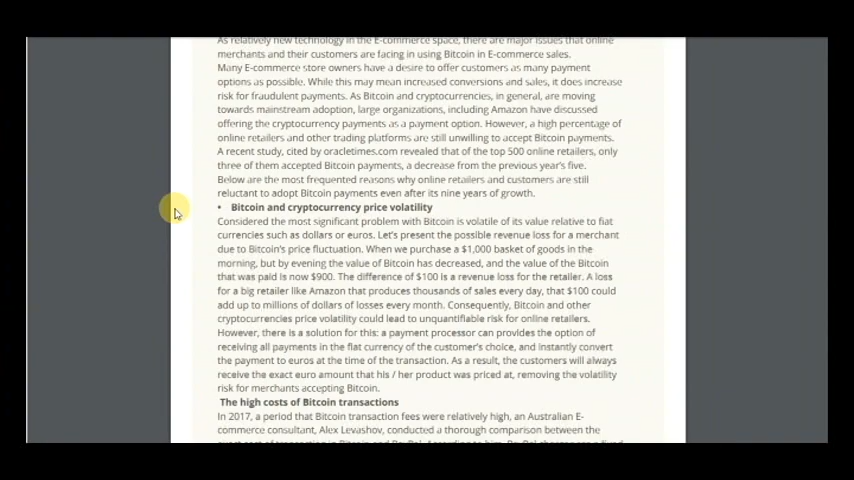 As relatively new technology in the E-commerce space, there are major issues that online
merchants and their customers are facing in using Bitcoin in E-commerce sales.
Many E-commerce store owners have a desire to offer customers as many payment
options as possible. While this may mean increased conversions and sales, it does increase
risk for fraudulent payments. As Bitcoin and cryptocurrencies, in general, are moving
towards mainstream adoption, large organizations, including Amazon have discussed
offering the cryptocurrency payments as a payment option. However, a high percentage of
online retailers and other trading platforms are still unwilling to accept Bitcoin payments.
A recent study, cited by oracletimes.com revealed that of the top 500 online retailers, only
three of them accepted Bitcoin payments, a decrease from the previous year's five.
Below are the most frequented reasons why online retailers and customers are still
reluctant to adopt Bitcoin payments even after its nine years of growth.
• Bitcoin and cryptocurrency price volatility
Considered the most significant problem with Bitcoin is volatile of its value relative to fiat
currencies such as dollars or euros. Let's present the possible revenue loss for a merchant
due to Bitcoin's price fluctuation. When we purchase a $1,000 basket of goods in the
morning, but by evening the value of Bitcoin has decreased, and the value of the Bitcoin
that was paid is now $900. The difference of $100 is a revenue loss for the retailer. A loss
for a big retailer like Amazon that produces thousands of sales every day, that $100 could
add up to millions of dollars of losses every month. Consequently, Bitcoin and other
cryptocurrencies price volatility could lead to unquantifiable risk for online retailers.
However, there is a solution for this: a payment processor can provides the option of
receiving all payments in the fiat currency of the customer's choice, and instantly convert
the payment to euros at the time of the transaction. As a result, the customers will always
receive the exact euro amount that his / her product was priced at, removing the volatility
risk for merchants accepting Bitcoin.
The high costs of Bitcoin transactions
In 2017, a period that Bitcoin transaction fees were relatively high, an Australian E-
commerce consultant, Alex Levashov, conducted a thorough comparison between the